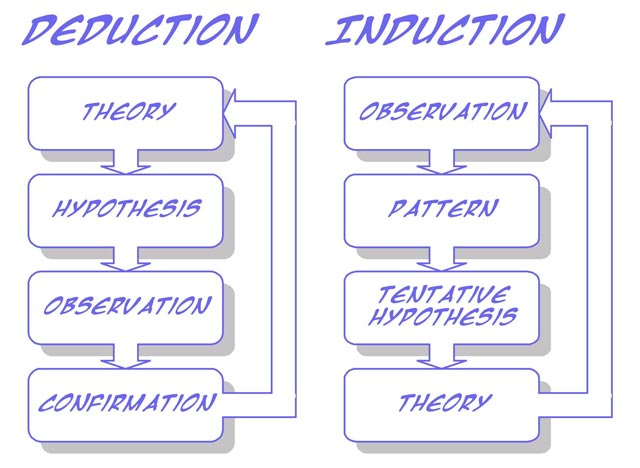 DEDUCTION
THEORY
HYPOTHESIS
OBSERVATION
CONFIRMATION
INDUCTION
OBSERVATION
PATTERN
TENTATIVE
HYPOTHESIS
THEORY